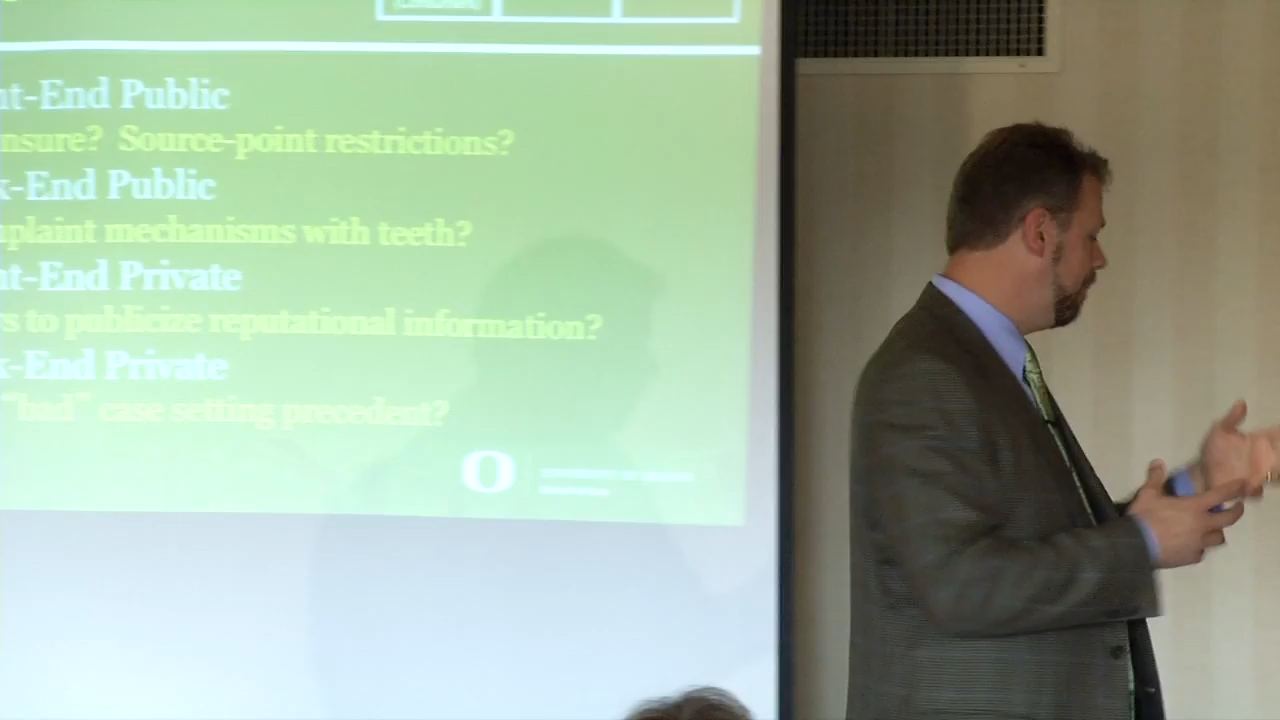 nt-End Public
nsure? Source-point restrictions?
k-End Public
plaint mechanisms with teeth?
nt-End Private
s to publicize reputational information?
k-End Private
"bad" case setting precedent?
O